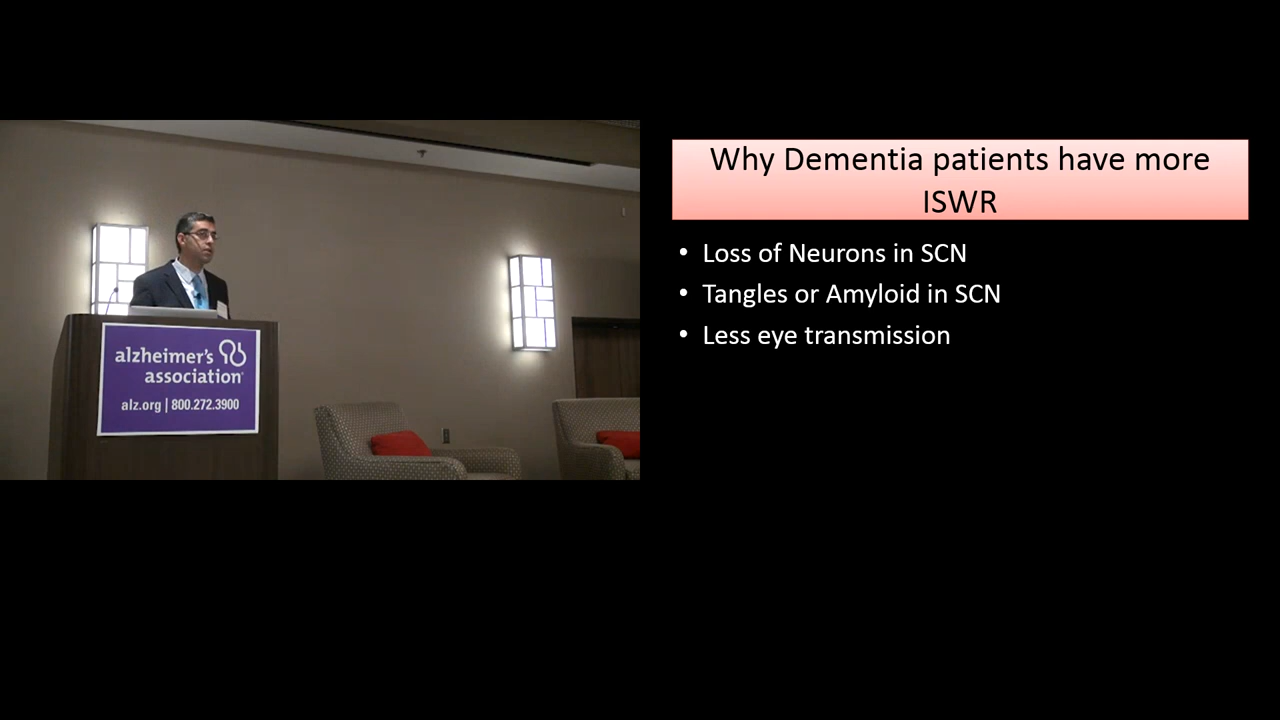 alzheimer's
association
alz.org | 800.272.3900
Why Dementia patients have more
ISWR
• Loss of Neurons in SCN
• Tangles or Amyloid in SCN
• Less eye transmission